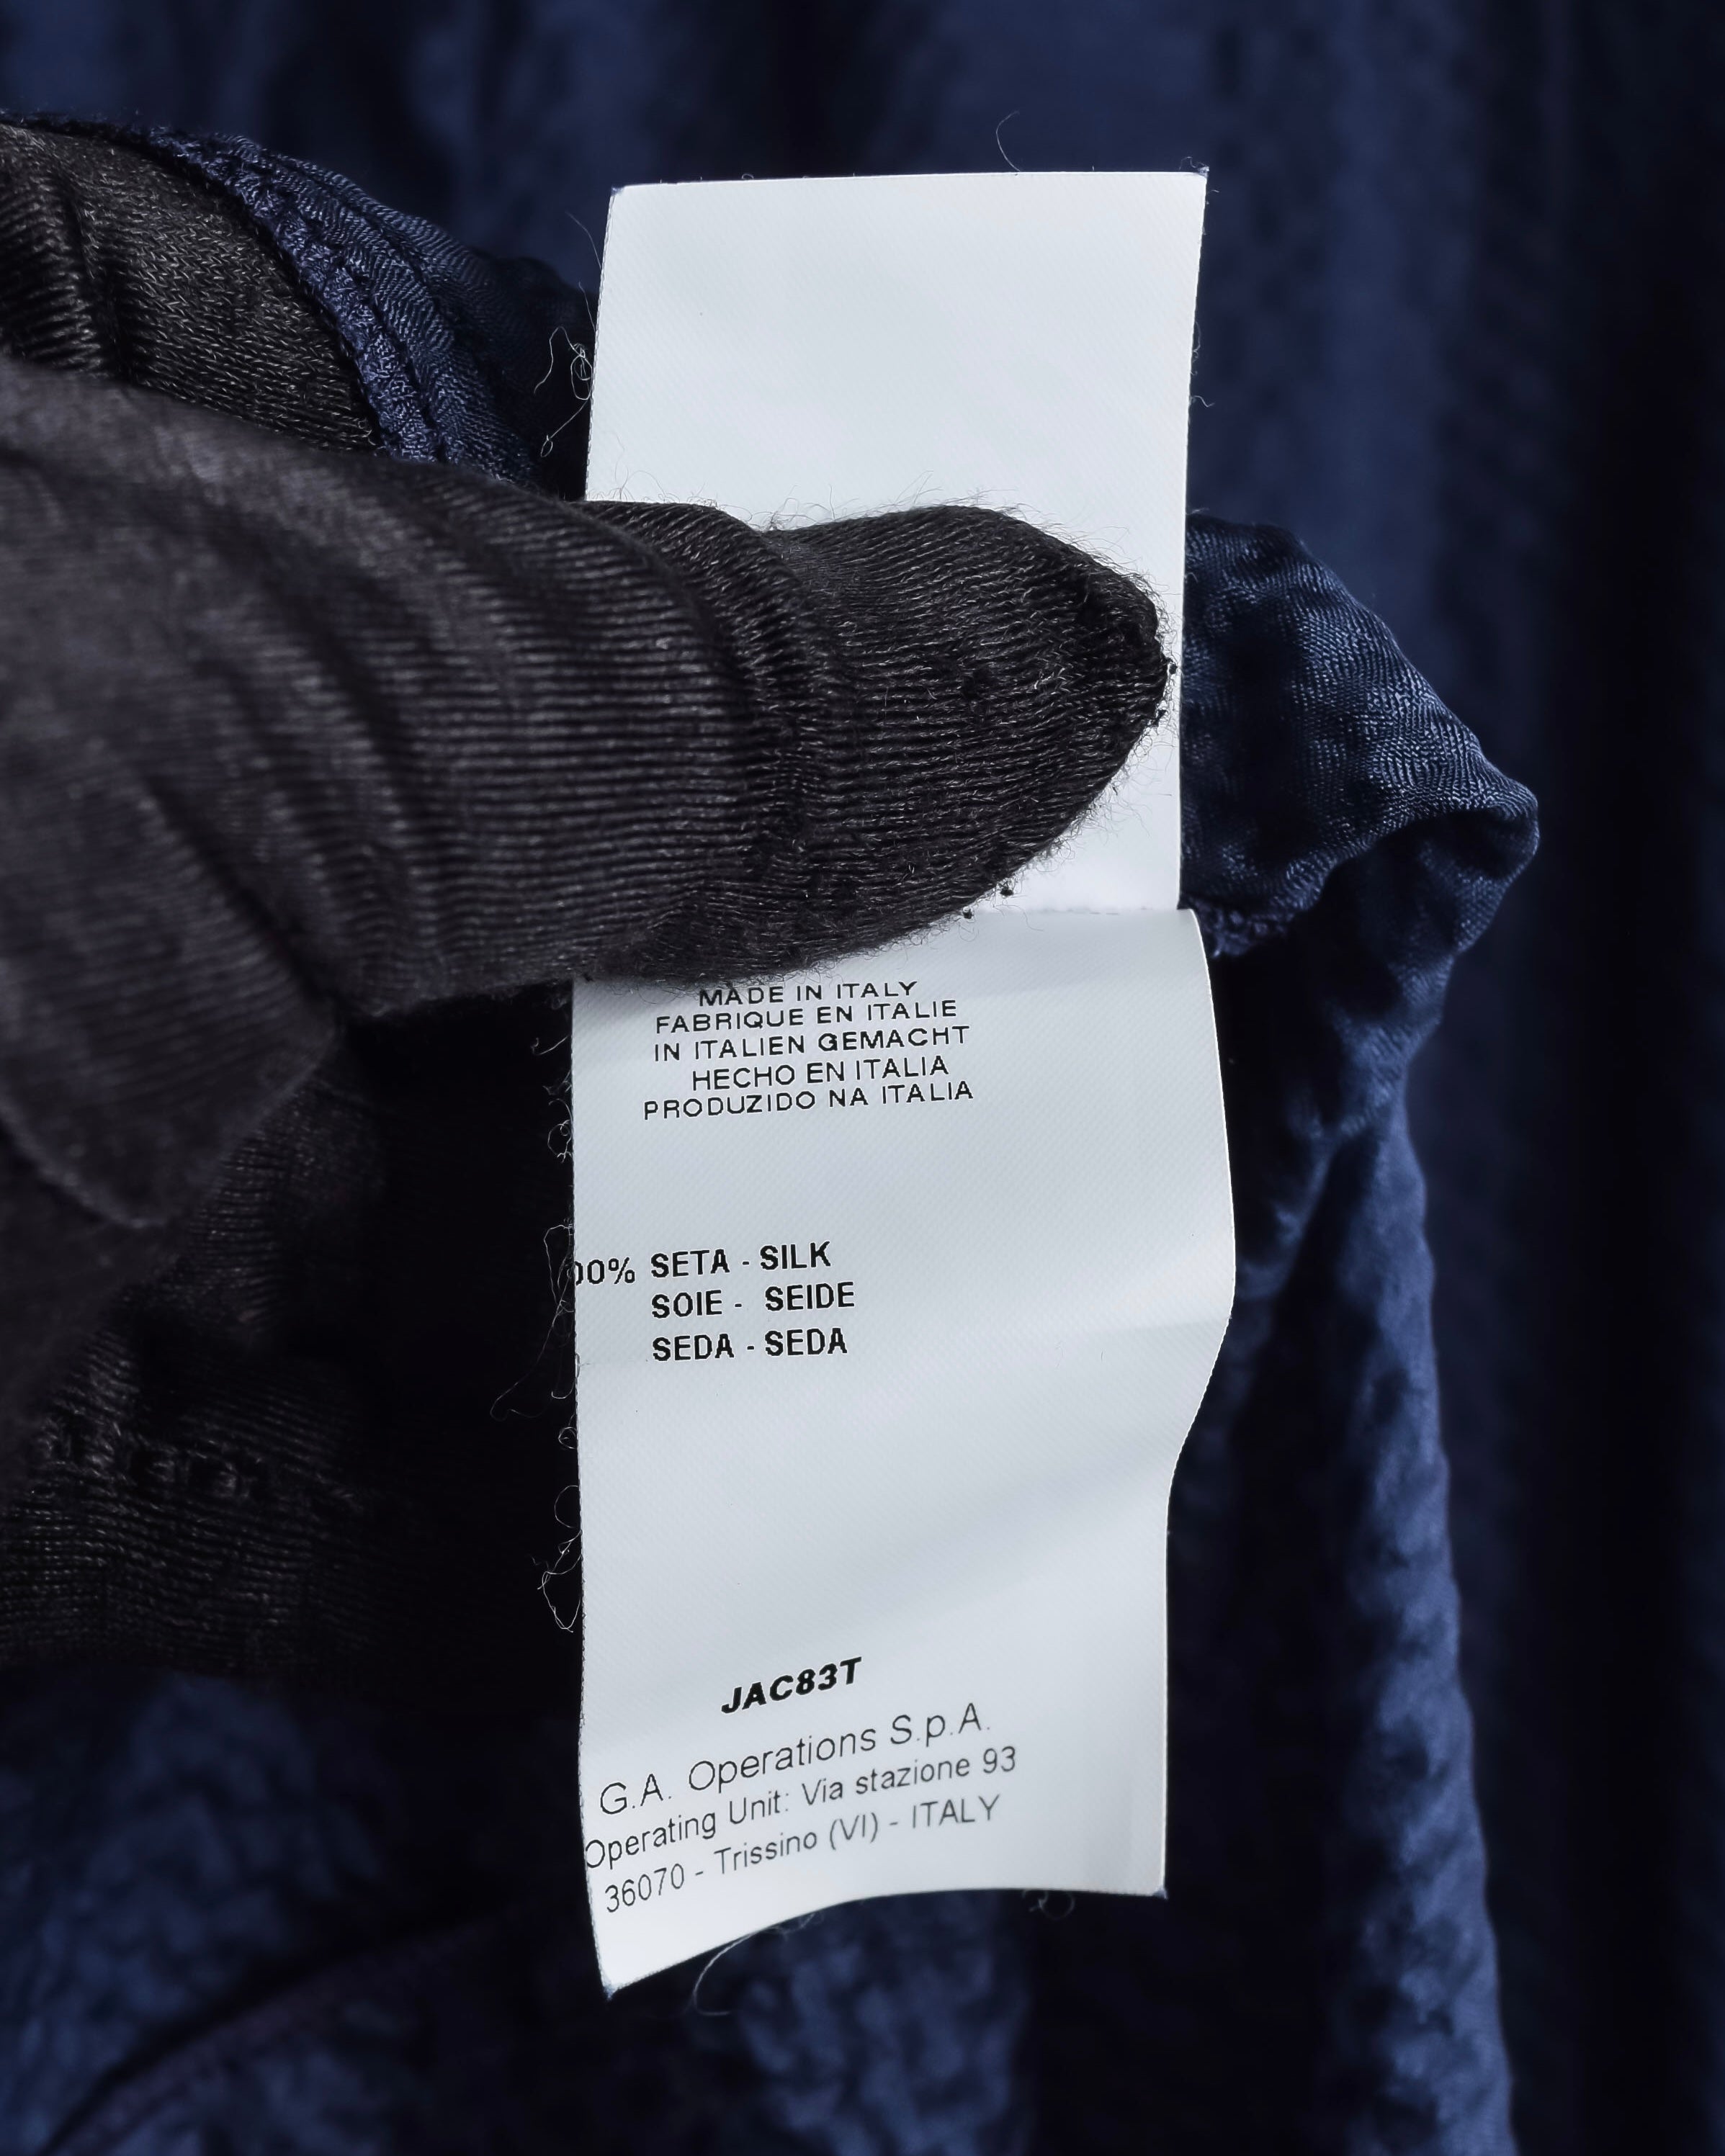 MADE IN ITALY
FABRIQUE EN ITALIE
IN ITALIEN GEMACHT
HECHO EN ITALIA
PRODUZIDO NA ITALIA
00% SETA - SILK
SOIE - SEIDE
SEDA - SEDA
JAC83T
G.A. Operations S.p.A.
Operating Unit: Via stazione 93
36070 - Trissino (VI) - ITALY